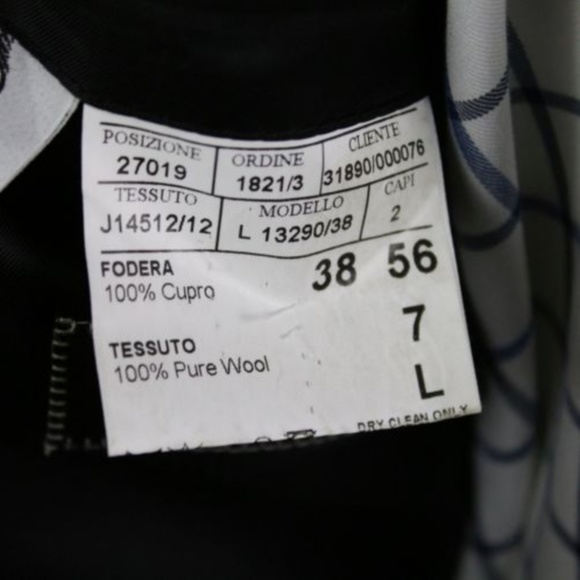 POSIZIONE ORDINE CLIENTE
27019 1821/3 31890/000076
TESSUTO MODELLO CAPI
J14512/12 L 13290/38 2
FODERA 38 56
100% Cupro
7
TESSUTO
100% Pure Wool
L
DRY CLEAN ONLY